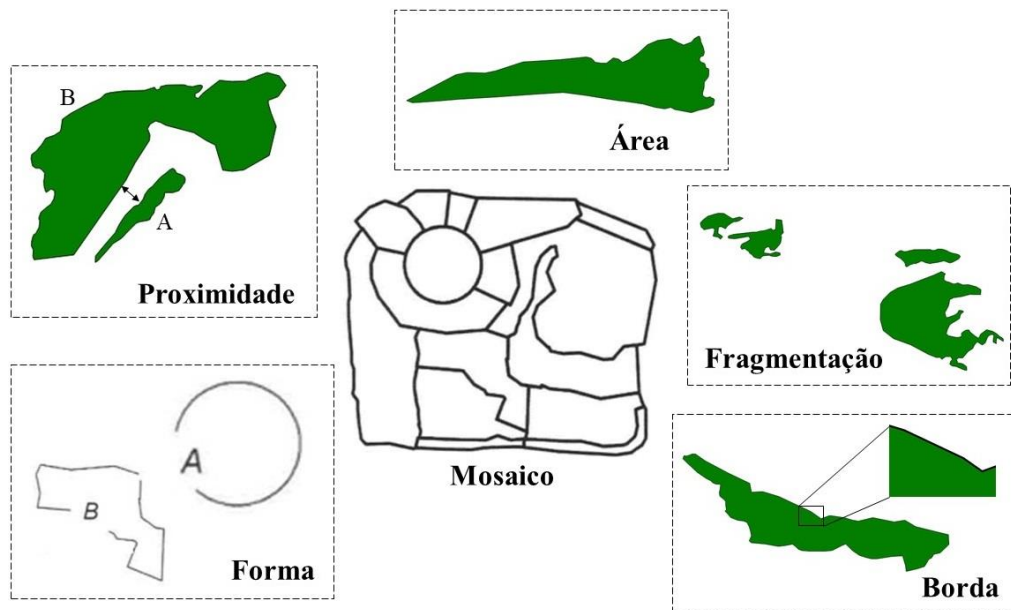 B
A
Proximidade
Área
Fragmentação
Mosaico
A
B
Forma
Borda